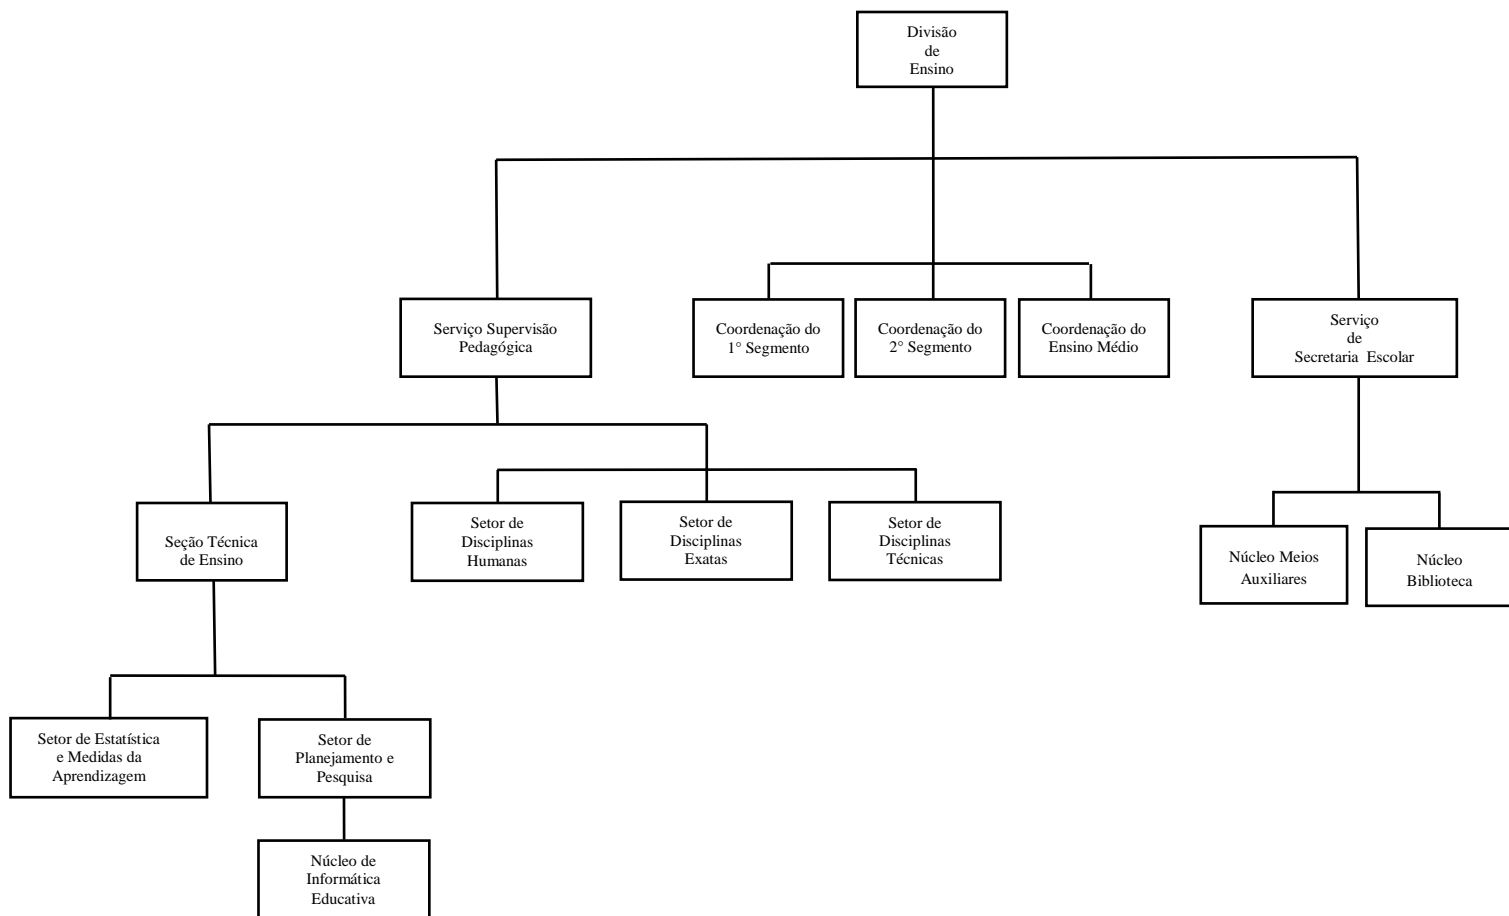 Divisão
de
Ensino
Serviço Supervisão
Pedagógica
Coordenação do
1° Segmento
Coordenação do
2° Segmento
Coordenação do
Ensino Médio
Serviço
de
Secretaria Escolar
Seção Técnica
de Ensino
Setor de
Disciplinas
Humanas
Setor de
Disciplinas
Exatas
Setor de
Disciplinas
Técnicas
Núcleo Meios
Auxiliares
Núcleo
Biblioteca
Setor de Estatística
e Medidas da
Aprendizagem
Setor de
Planejamento e
Pesquisa
Núcleo de
Informática
Educativa